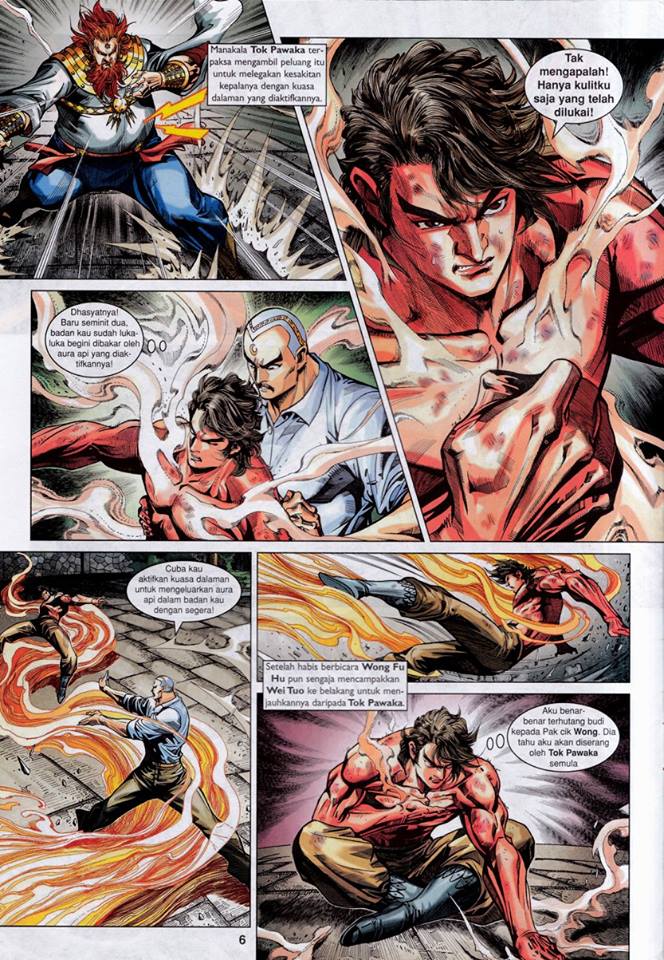 Manakala Tok Pawaka ter-
paksa mengambil peluang itu
untuk melegakan kesakitan
kepalanya dengan kuasa
dalaman yang diaktifkannya.
Tak
mengapalah!
Hanya kulitku
saja yang telah
dilukai!
Dhasyatnya!
Baru seminit dua,
badan kau sudah luka-
luka begini dibakar oleh
aura api yang diak-
tifkannya!
Cuba kau
aktifkan kuasa dalaman
untuk mengeluarkan aura
api dalam badan kau
dengan segera!
Setelah habis berbicara Wong Fu
Hu pun sengaja mencampakkan
Wei Tuo ke belakang untuk men-
jauhkannya daripada Tok Pawaka.
Aku benar-
benar terhutang budi
kepada Pak cik Wong. Dia
tahu aku akan diserang
oleh Tok Pawaka
semula
6